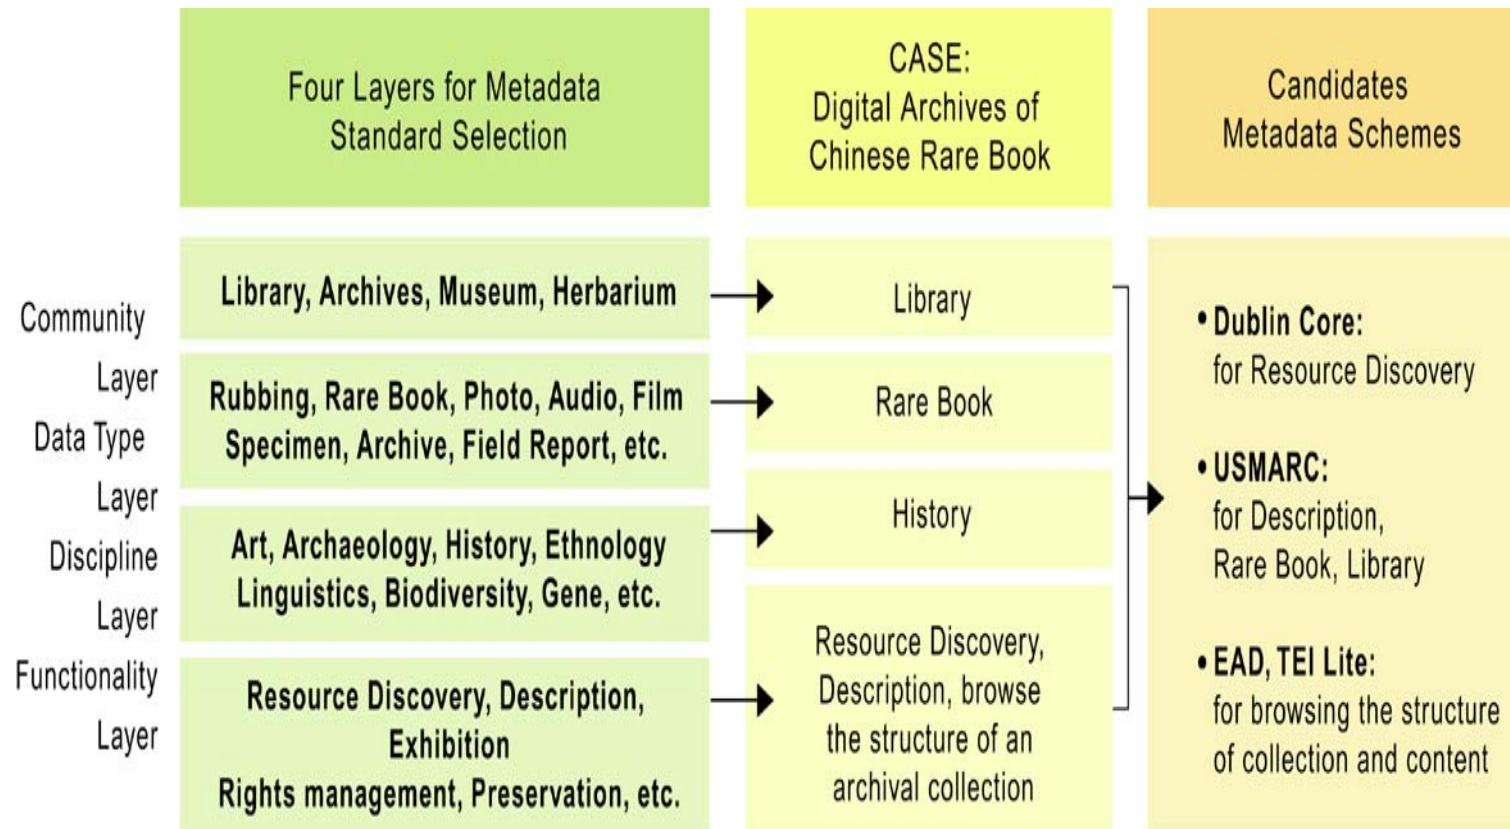 Four Layers for Metadata
Standard Selection
CASE:
Digital Archives of
Chinese Rare Book
Candidates
Metadata Schemes
Community
Layer
Data Type
Layer
Discipline
Layer
Functionality
Layer
Library, Archives, Museum, Herbarium
Rubbing, Rare Book, Photo, Audio, Film
Specimen, Archive, Field Report, etc.
Art, Archaeology, History, Ethnology
Linguistics, Biodiversity, Gene, etc.
Resource Discovery, Description,
Exhibition
Rights management, Preservation, etc.
Library
Rare Book
History
Resource Discovery,
Description, browse
the structure of an
archival collection
• Dublin Core:
for Resource Discovery
• USMARC:
for Description,
Rare Book, Library
• EAD, TEI Lite:
for browsing the structure
of collection and content